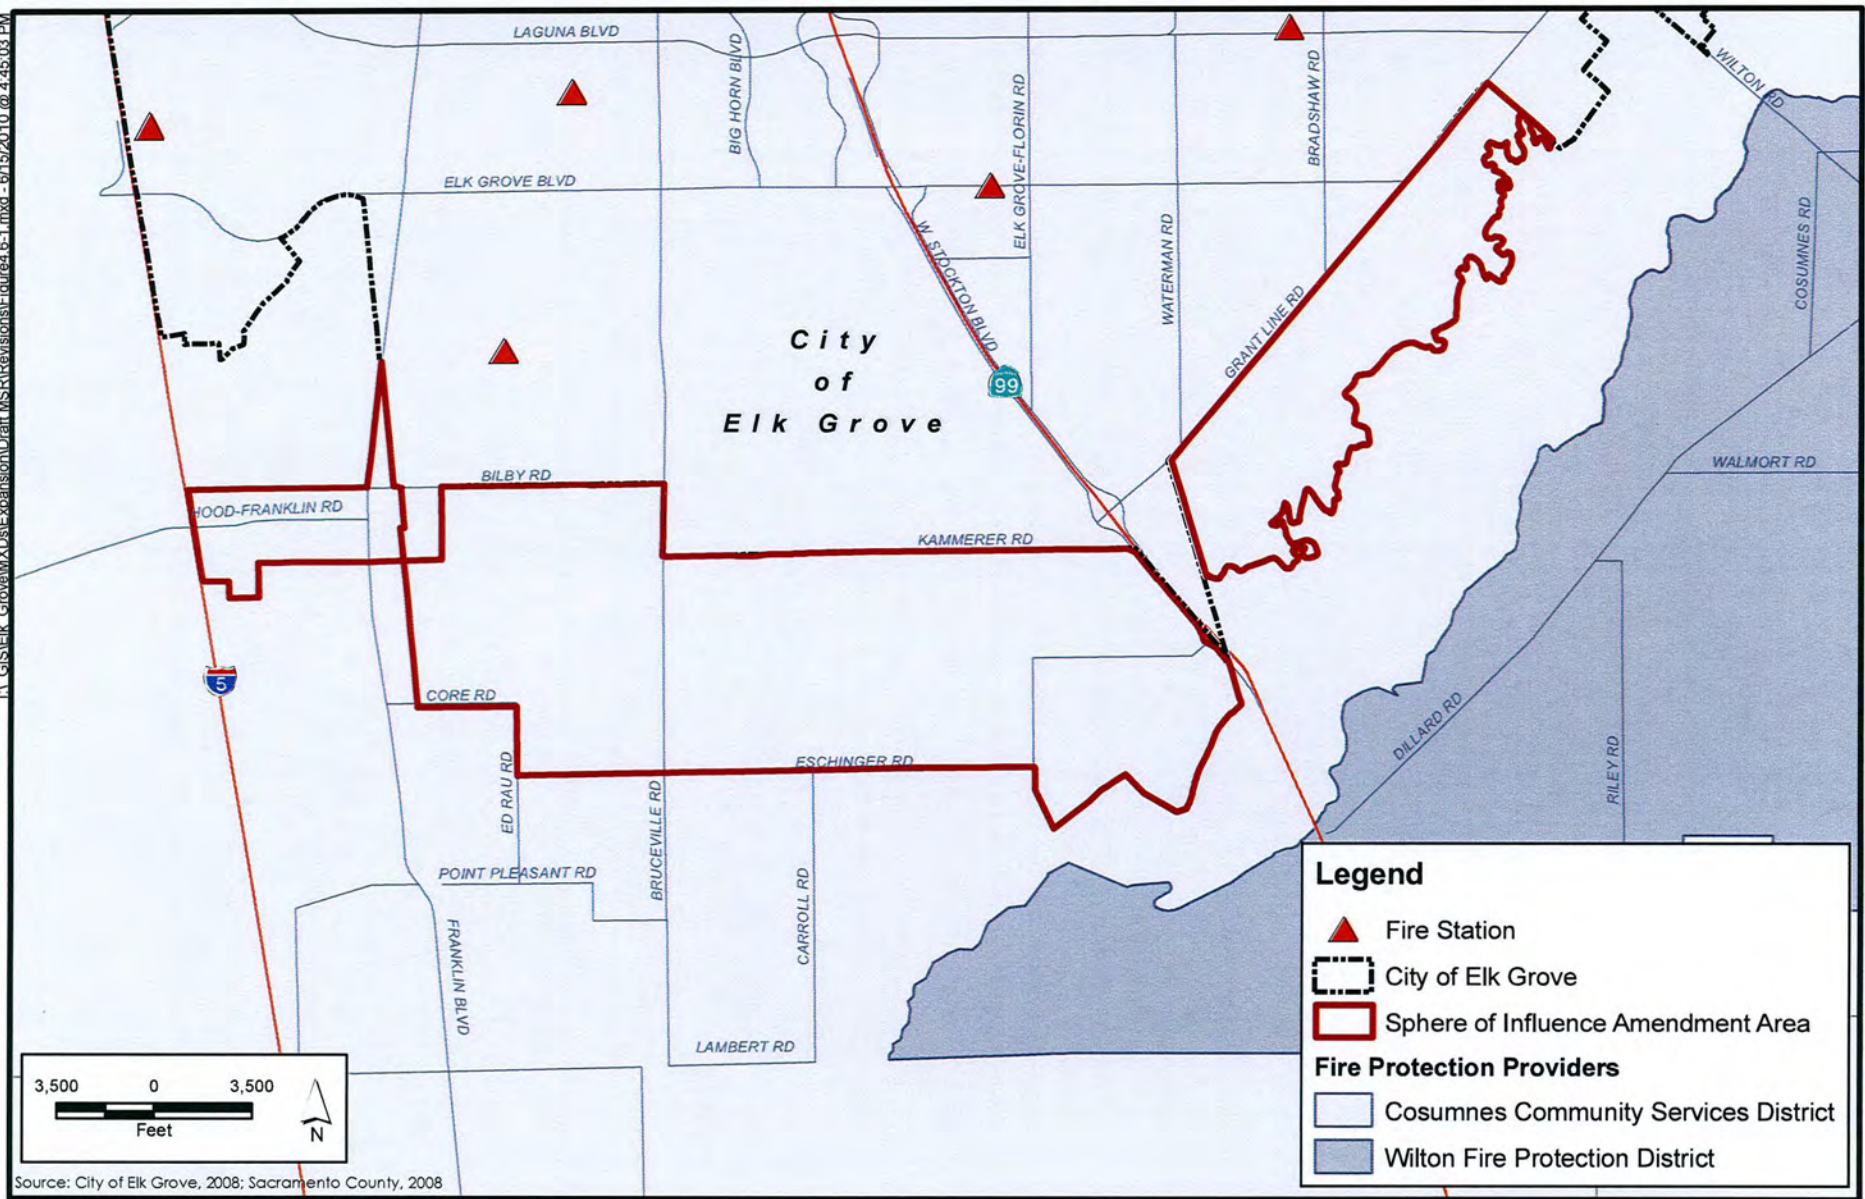 LAGUNA BLVD
BIG HORN BLVD
ELK GROVE-FLORIN RD
BRADSHAW RD
WILTON RD
ELK GROVE BLVD
W. STOCKTON BLVD
WATERMAN RD
GRANT LINE RD
COSUMNES RD
City
of
Elk Grove
99
BILBY RD
HOOD-FRANKLIN RD
KAMMERER RD
WALMORT RD
5
CORE RD
DILLARD RD
RILEY RD
ED RAU RD
ESCHINGER RD
BRUCEVILLE RD
POINT PLEASANT RD
CARROLL RD
FRANKLIN BLVD
LAMBERT RD
Legend
Fire Station
City of Elk Grove
Sphere of Influence Amendment Area
Fire Protection Providers
Cosumnes Community Services District
Wilton Fire Protection District
3,500 0 3,500
Feet
N
Source: City of Elk Grove, 2008; Sacramento County, 2008